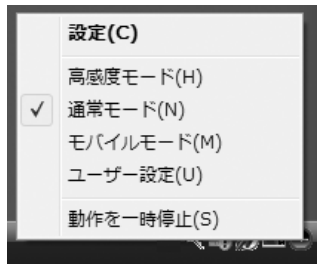 設定(C)
高感度モード(H)
通常モード(N)
モバイルモード(M)
ユーザー設定(U)
動作を一時停止(S)